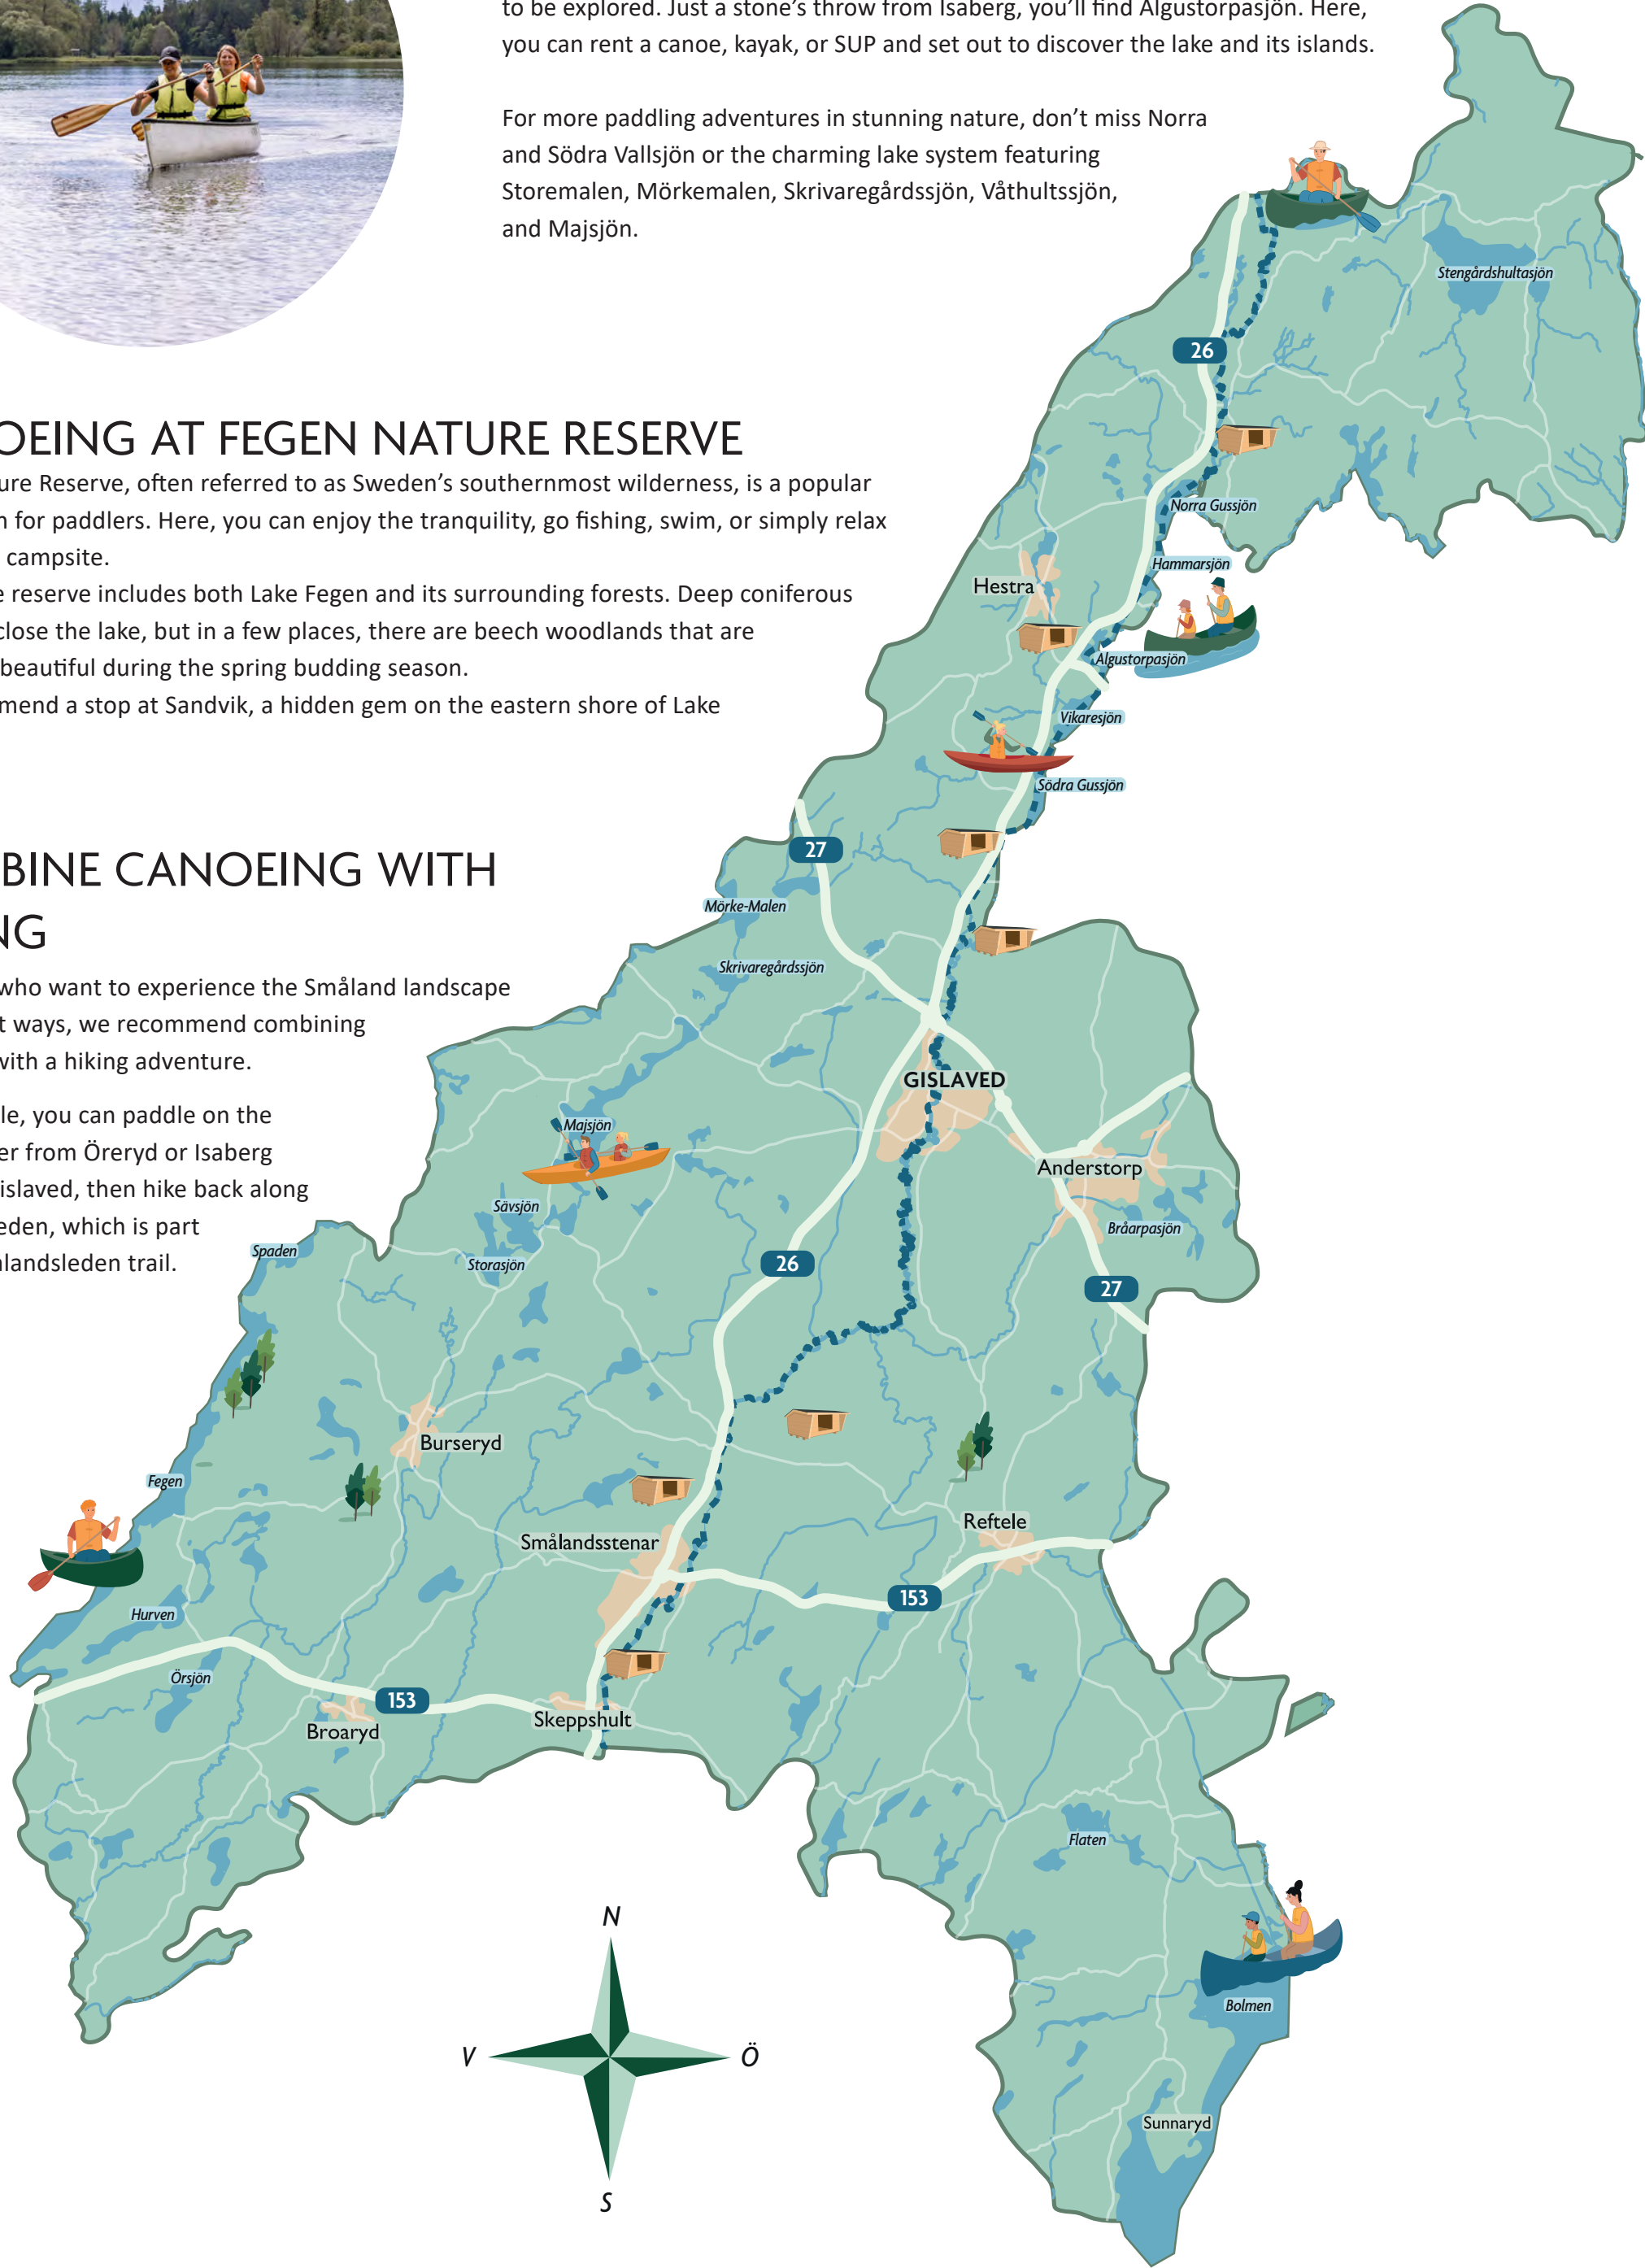 to be explored. Just a stone's throw from Isaberg, you'll find Algustorpasjön. Here,
you can rent a canoe, kayak, or SUP and set out to discover the lake and its islands.
For more paddling adventures in stunning nature, don't miss Norra
and Södra Vallsjön or the charming lake system featuring
Storemalen, Mörkemalen, Skrivaregårdssjön, Våthultssjön,
and Majsjön.
OEING AT FEGEN NATURE RESERVE
ure Reserve, often referred to as Sweden's southernmost wilderness, is a popular
n for paddlers. Here, you can enjoy the tranquility, go fishing, swim, or simply relax
campsite.
e reserve includes both Lake Fegen and its surrounding forests. Deep coniferous
close the lake, but in a few places, there are beech woodlands that are
beautiful during the spring budding season.
mend a stop at Sandvik, a hidden gem on the eastern shore of Lake
BINE CANOEING WITH
NG
who want to experience the Småland landscape
t ways, we recommend combining
with a hiking adventure.
le, you can paddle on the
er from Öreryd or Isaberg
islaved, then hike back along
eden, which is part
landsleden trail.
Stengårdshultasjön
26
Norra Gussjön
Hammarsjön
Hestra
Algustorpasjön
Vikaresjön
Södra Gussjön
27
Mörke-Malen
Skrivaregårdssjön
GISLAVED
Majsjön
Anderstorp
Sävsjön
Bråarpasjön
Spaden
Storasjön
26
27
Burseryd
Fegen
Reftele
Smålandsstenar
153
Hurven
Örsjön
153
Skeppshult
Broaryd
Flaten
N
V
Ö
S
Bolmen
Sunnaryd